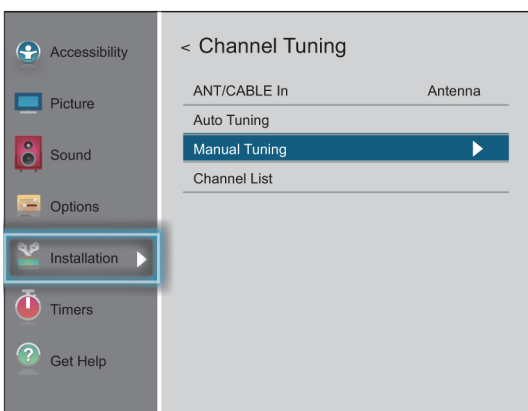 Accessibility
Picture
Sound
Options
Installation
Timers
Get Help
< Channel Tuning
ANT/CABLE In Antenna
Auto Tuning
Manual Tuning
Channel List